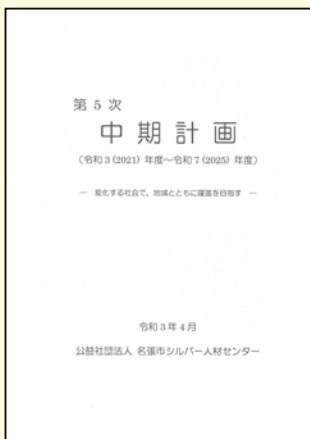 第5次
中期計画
（令和3(2021)年度～令和7(2025)年度）
― 変化する社会で、地域とともに躍進を目指す ―
令和3年4月
公益社団法人 名張市シルバー人材センター